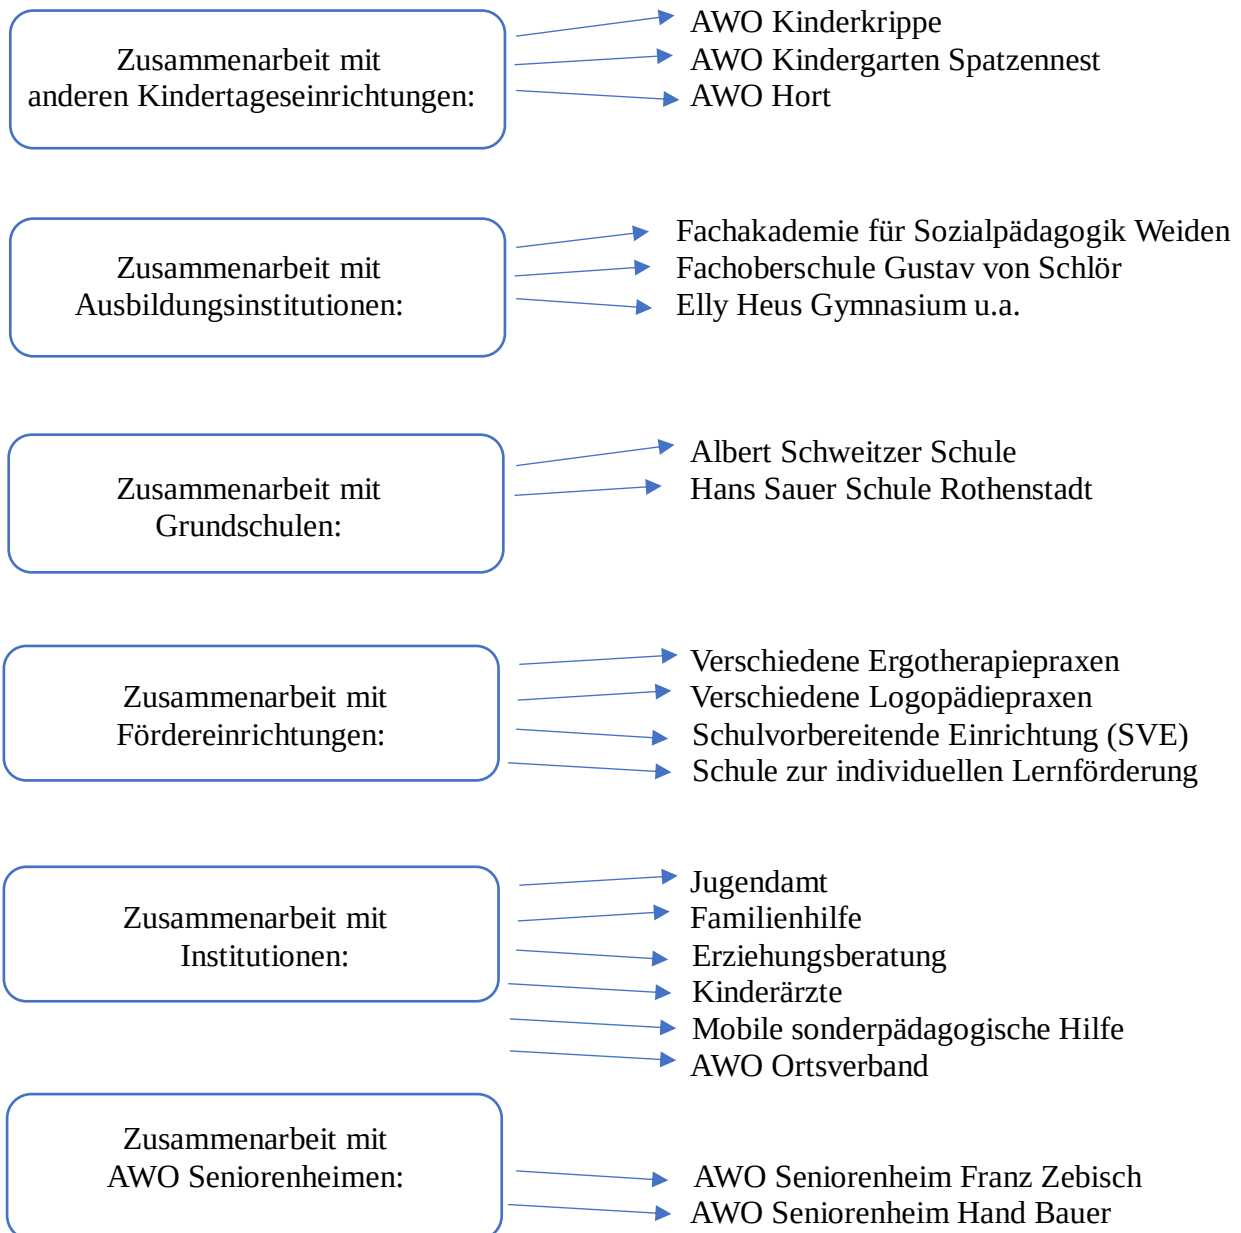 Zusammenarbeit mit
anderen Kindertageseinrichtungen:
AWO Kinderkrippe
AWO Kindergarten Spatzennest
AWO Hort
Zusammenarbeit mit
Ausbildungsinstitutionen:
Fachakademie für Sozialpädagogik Weiden
Fachoberschule Gustav von Schlör
Elly Heus Gymnasium u.a.
Zusammenarbeit mit
Grundschulen:
Albert Schweitzer Schule
Hans Sauer Schule Rothenstadt
Zusammenarbeit mit
Fördereinrichtungen:
Verschiedene Ergotherapiepraxen
Verschiedene Logopädiepraxen
Schulvorbereitende Einrichtung (SVE)
Schule zur individuellen Lernförderung
Zusammenarbeit mit
Institutionen:
Jugendamt
Familienhilfe
Erziehungsberatung
Kinderärzte
Mobile sonderpädagogische Hilfe
AWO Ortsverband
Zusammenarbeit mit
AWO Seniorenheimen:
AWO Seniorenheim Franz Zebisch
AWO Seniorenheim Hand Bauer